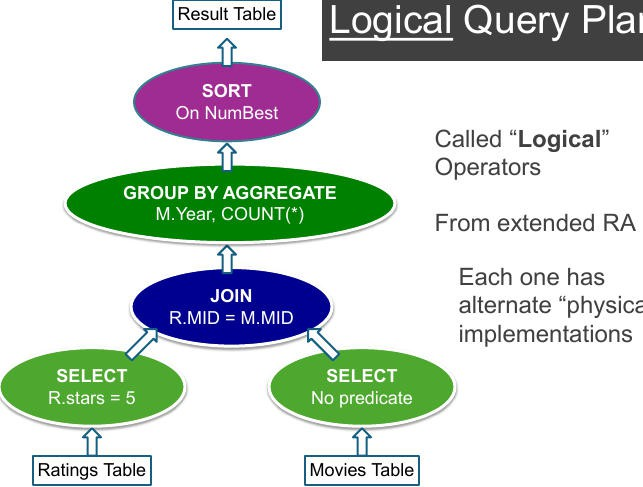 Result Table
Logical Query Plan
SORT
On NumBest
Called “Logical”
Operators
GROUP BY AGGREGATE
M.Year, COUNT(*)
From extended RA
JOIN
R.MID = M.MID
Each one has
alternate “physica
implementations
SELECT
R.stars = 5
SELECT
No predicate
Ratings Table
Movies Table